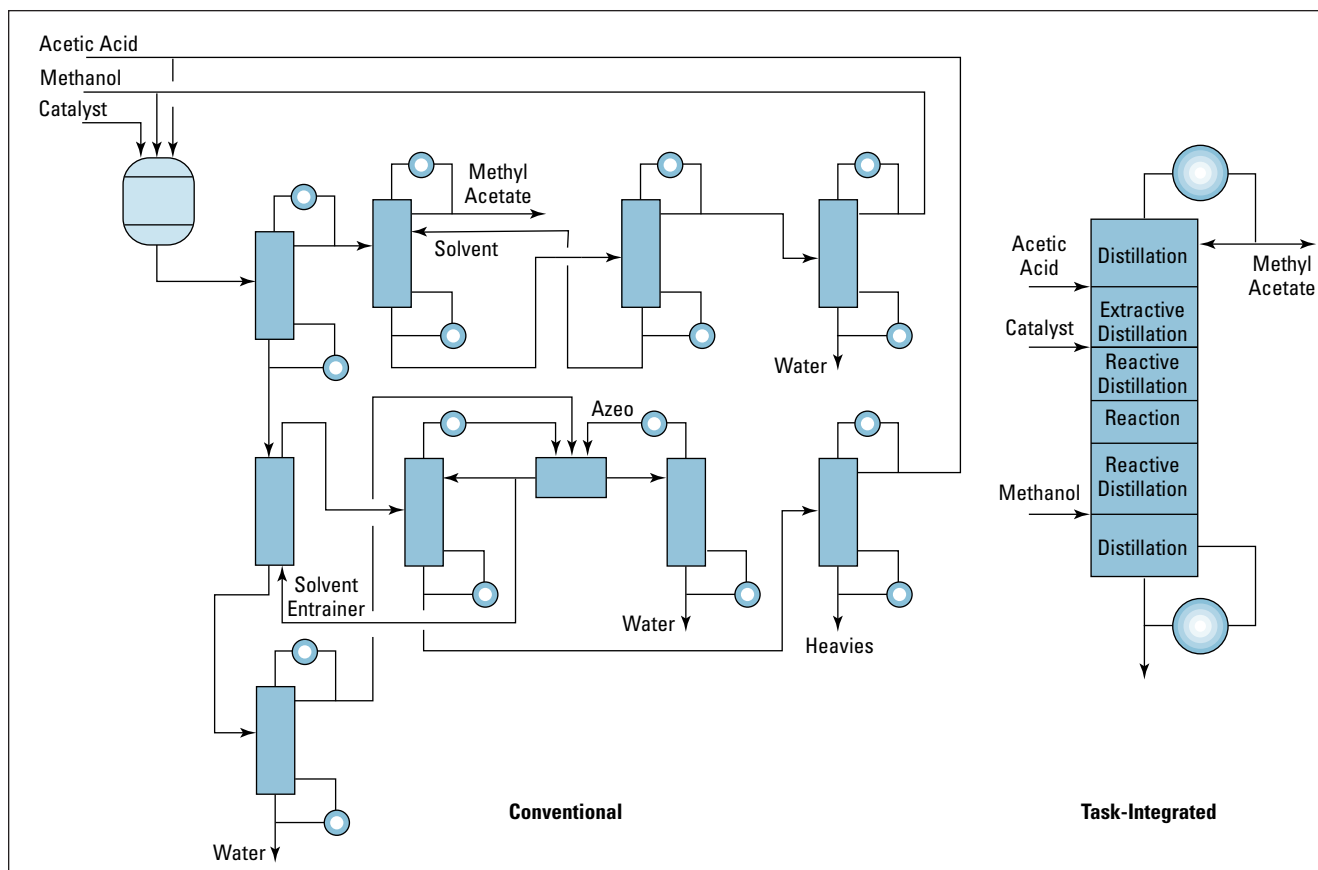 Acetic Acid
Methanol
Catalyst
Methyl
Acetate
Solvent
Water
Azeo
Solvent
Entrainer
Water
Heavies
Water
Conventional
Acetic
Acid
Catalyst
Methanol
Distillation
Extractive
Distillation
Reactive
Distillation
Reaction
Reactive
Distillation
Distillation
Methyl
Acetate
Task-Integrated